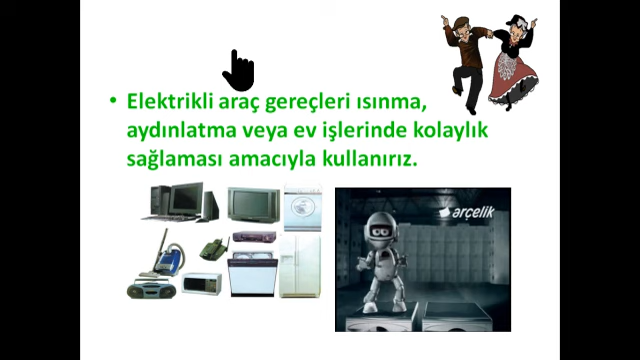 • Elektrikli araç gereçleri ısınma,
aydınlatma veya ev işlerinde kolaylık
sağlaması amacıyla kullanırız.
arçelik